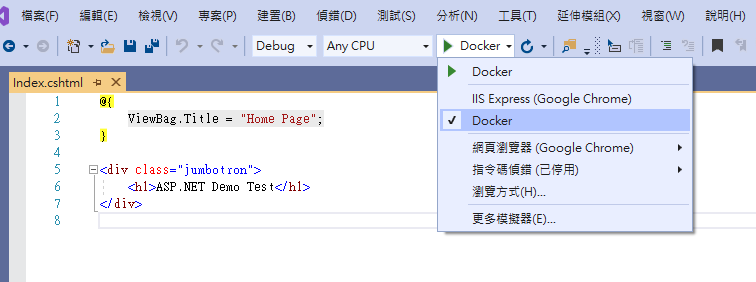 檔案(F) 編輯(E) 檢視(V) 專案(P) 建置(B) 偵錯(D) 測試(S) 分析(N) 工具(T) 延伸模組(X) 視窗(W) 說明(H)
Debug Any CPU Docker
Index.cshtml
Docker
IIS Express (Google Chrome)
Docker
網頁瀏覽器 (Google Chrome)
指令碼偵錯 (已停用)
瀏覽方式(H)...
更多模擬器(E)...
1 @{
2 ViewBag.Title = "Home Page";
3 }
4
5 <div class="jumbotron">
6 <h1>ASP.NET Demo Test</h1>
7 </div>
8